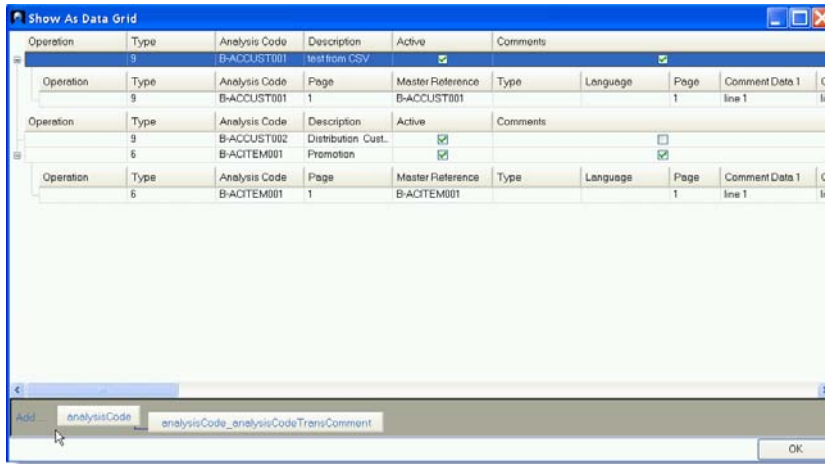 Show As Data Grid
Operation Type Analysis Code Description Active Comments
9 B-ACCUST001 test from CSV
Operation Type Analysis Code Page Master Reference Type Language Page Comment Data 1
9 B-ACCUST001 1 B-ACCUST001 1 line 1
Operation Type Analysis Code Description Active Comments
9 B-ACCUST002 Distribution Cust..
6 B-ACITEM001 Promotion
Operation Type Analysis Code Page Master Reference Type Language Page Comment Data 1
6 B-ACITEM001 1 B-ACITEM001 1 line 1
Add analysisCode analysisCode_analysisCodeTransComment
OK